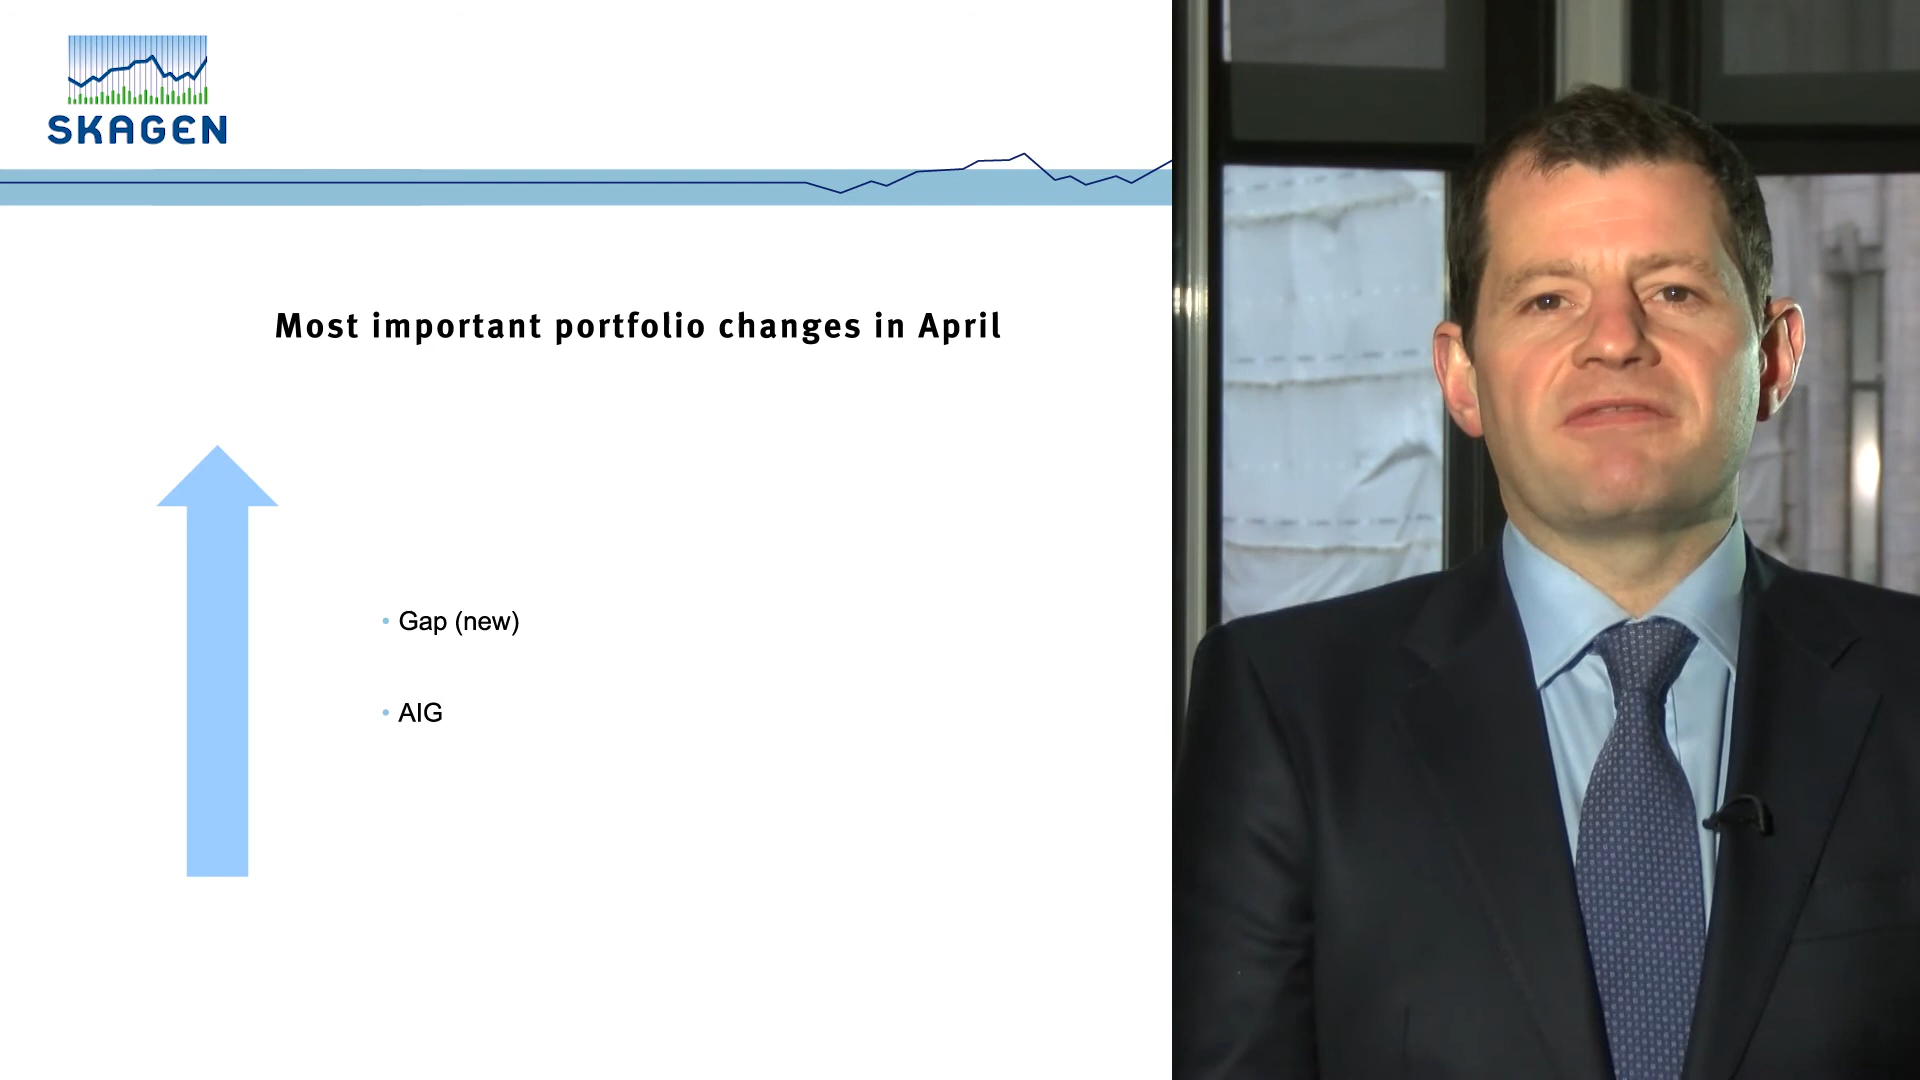 SKAGEN
Most important portfolio changes in April
• Gap (new)
• AIG